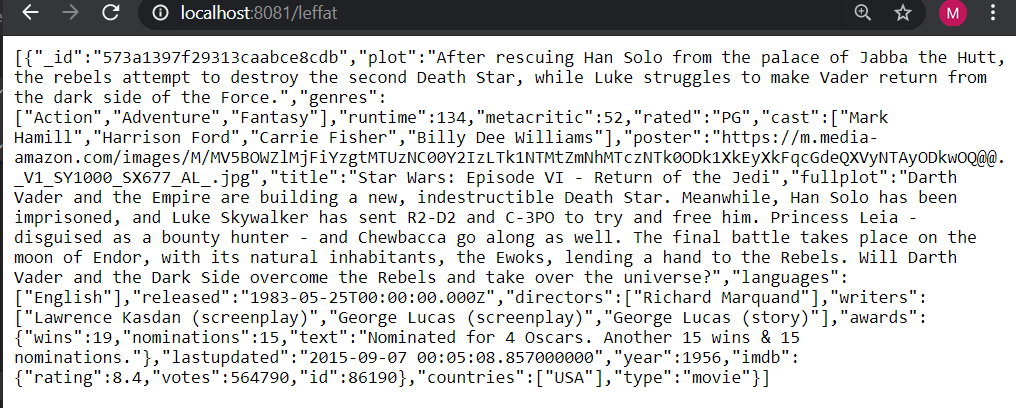 localhost:8081/leffat
M
[{"_id":"573a1397f29313caabce8cdb","plot":"After rescuing Han Solo from the palace of Jabba the Hutt,
the rebels attempt to destroy the second Death Star, while Luke struggles to make Vader return from
the dark side of the Force.","genres":
["Action","Adventure","Fantasy"],"runtime":134,"metacritic":52,"rated":"PG","cast":["Mark
Hamill","Harrison Ford","Carrie Fisher","Billy Dee Williams"],"poster":"https://m.media-
amazon.com/images/M/MV5BOWZlMjFiYzgtMTUzNC00Y2IzLTk1NTMtZmNhMTczNTk0ODk1XkEyXkFqcGdeQXVyNTAyODkwOQ@@.
_V1_SY1000_SX677_AL_.jpg","title":"Star Wars: Episode VI - Return of the Jedi","fullplot":"Darth
Vader and the Empire are building a new, indestructible Death Star. Meanwhile, Han Solo has been
imprisoned, and Luke Skywalker has sent R2-D2 and C-3PO to try and free him. Princess Leia -
disguised as a bounty hunter - and Chewbacca go along as well. The final battle takes place on the
moon of Endor, with its natural inhabitants, the Ewoks, lending a hand to the Rebels. Will Darth
Vader and the Dark Side overcome the Rebels and take over the universe?","languages":
["English"],"released":"1983-05-25T00:00:00.000Z","directors":["Richard Marquand"],"writers":
["Lawrence Kasdan (screenplay)","George Lucas (screenplay)","George Lucas (story)"],"awards":
{"wins":19,"nominations":15,"text":"Nominated for 4 Oscars. Another 15 wins & 15
nominations."},"lastupdated":"2015-09-07 00:05:08.857000000","year":1956,"imdb":
{"rating":8.4,"votes":564790,"id":86190},"countries":["USA"],"type":"movie"}]